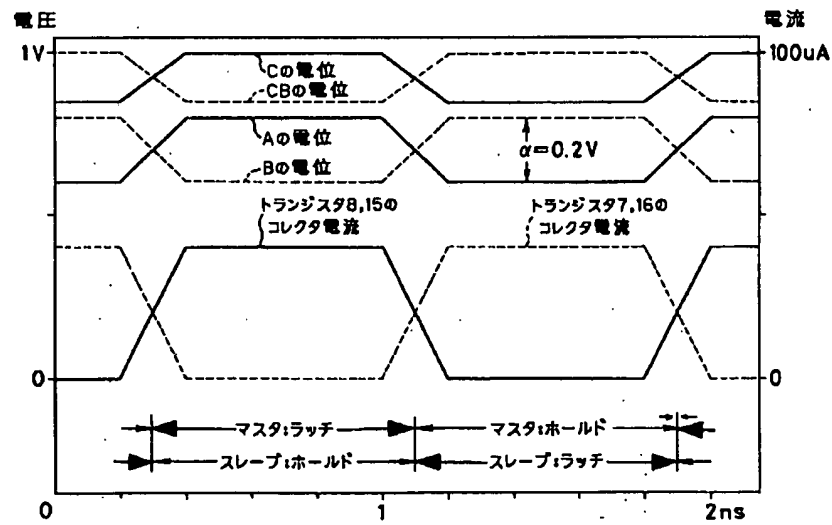 電圧
電流
1V
100uA
Cの電位
CBの電位
Aの電位
α=0.2V
Bの電位
トランジスタ8,15の
コレクタ電流
トランジスタ7,16の
コレクタ電流
0
0
マスタ:ラッチ
マスタ:ホールド
スレーブ:ホールド
スレーブ:ラッチ
0
1
2ns